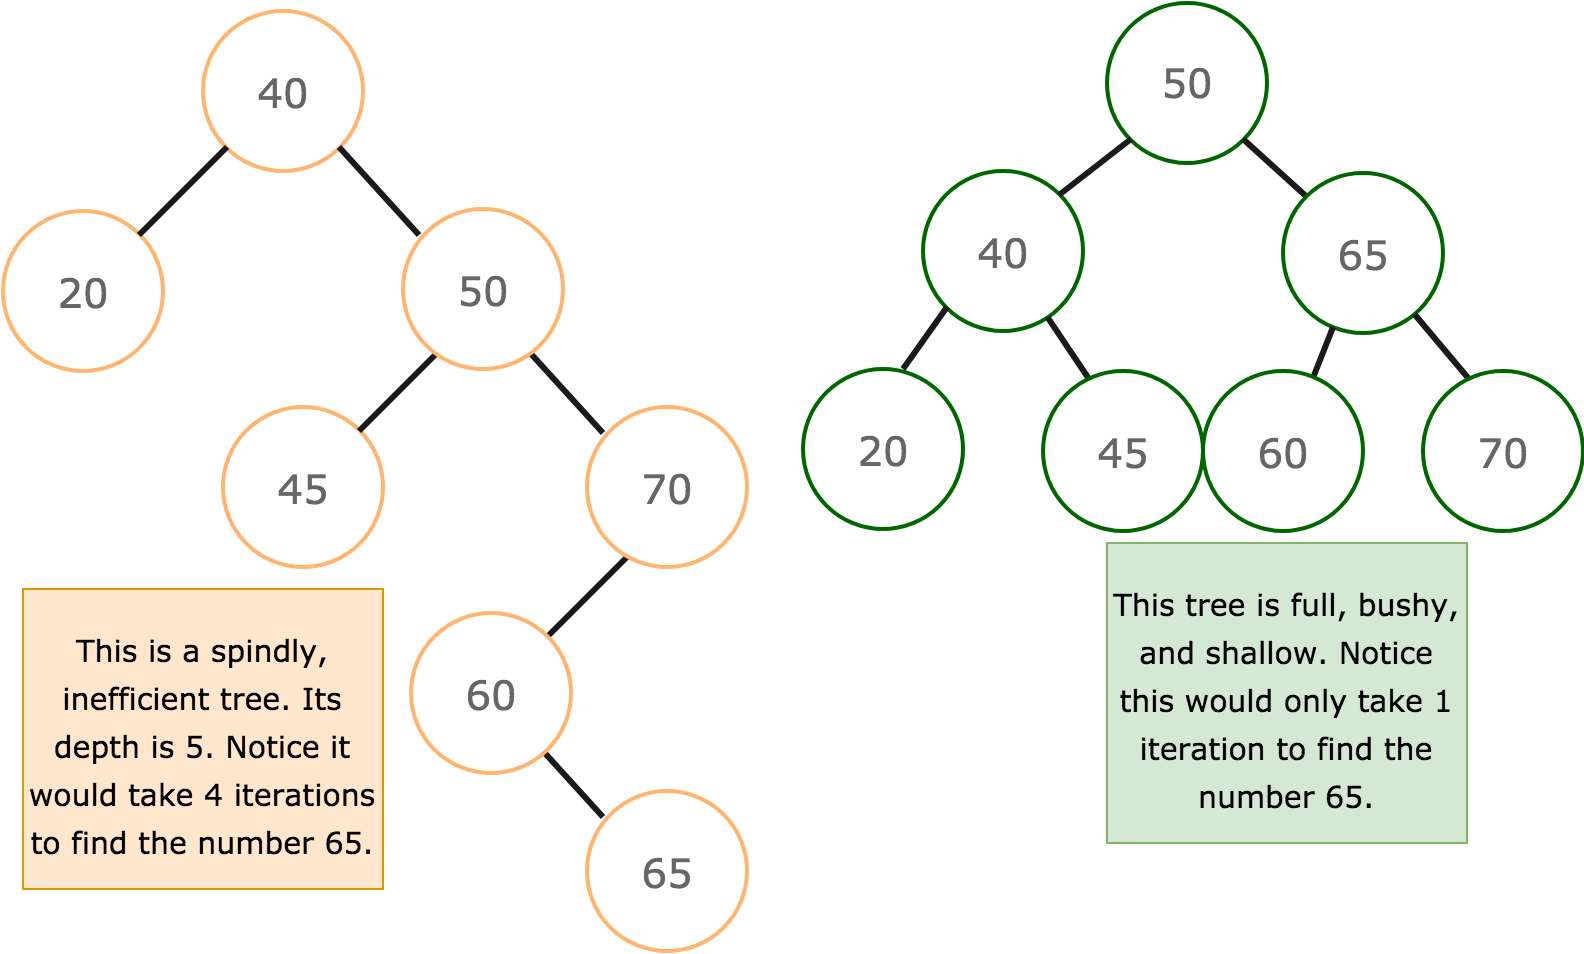 40
20
50
45
70
60
65
This is a spindly,
inefficient tree. Its
depth is 5. Notice it
would take 4 iterations
to find the number 65.
50
40
65
20
45
60
70
This tree is full, bushy,
and shallow. Notice
this would only take 1
iteration to find the
number 65.